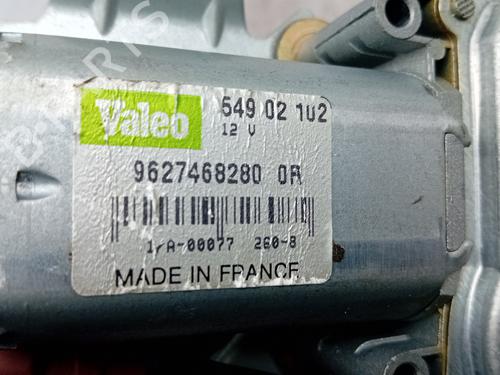 Valeo
549 02 102
12 V
9627468280 0R
1/A-00077 260-8
MADE IN FRANCE